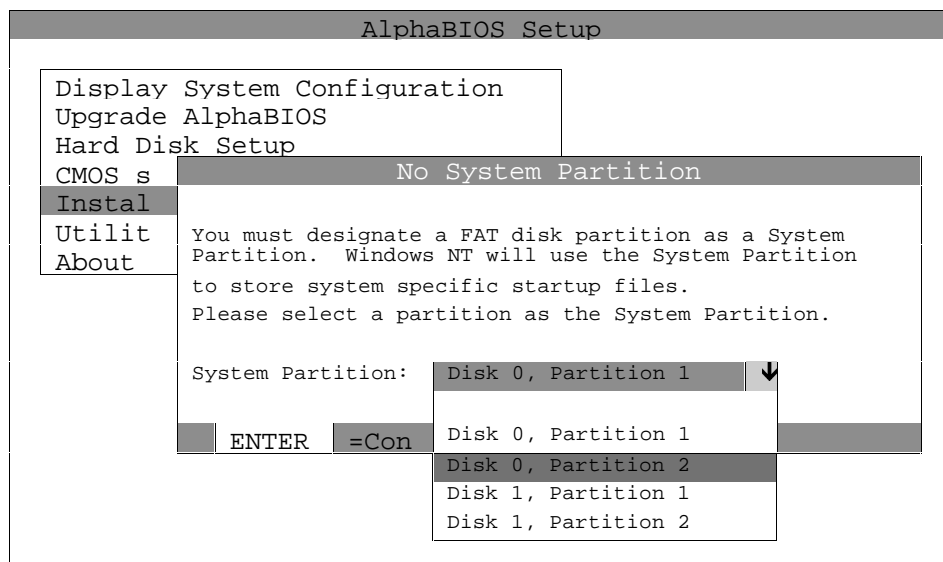 AlphaBIOS Setup
Display System Configuration
Upgrade AlphaBIOS
Hard Disk Setup
CMOS s
Instal
Utilit
About
No System Partition
You must designate a FAT disk partition as a System
Partition. Windows NT will use the System Partition
to store system specific startup files.
Please select a partition as the System Partition.
System Partition: Disk 0, Partition 1
ENTER =Con
Disk 0, Partition 1
Disk 0, Partition 2
Disk 1, Partition 1
Disk 1, Partition 2